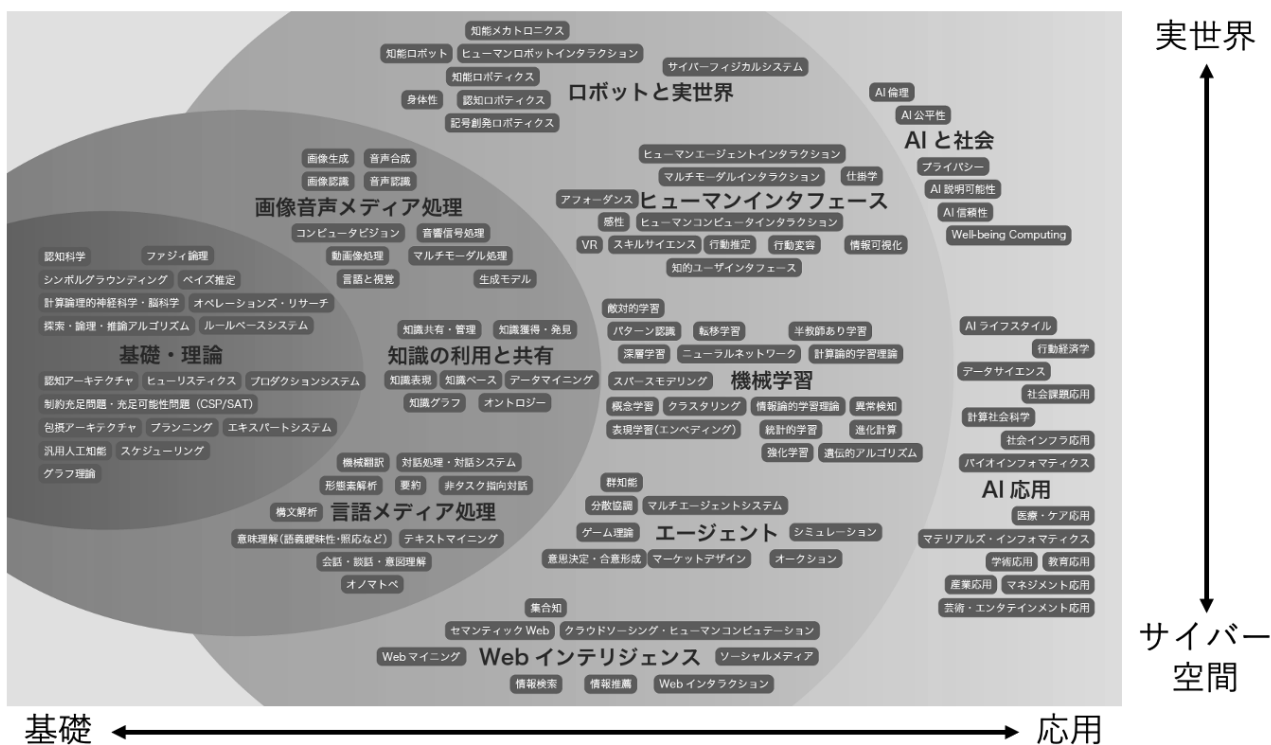 知能メカトロニクス
知能ロボット ヒューマンロボットインタラクション
サイバーフィジカルシステム
知能ロボティクス
身体性 認知ロボティクス
ロボットと実世界
記号創発ロボティクス
AI 倫理
AI 公平性
AI と社会
プライバシー
AI 説明可能性
AI 信頼性
Well-being Computing
画像生成 音声合成
画像認識 音声認識
画像音声メディア処理
コンピュータビジョン 音響信号処理
動画像処理 マルチモーダル処理
言語と視覚 生成モデル
ヒューマンエージェントインタラクション
マルチモーダルインタラクション 仕掛学
アフォーダンス ヒューマンインタフェース
感性 ヒューマンコンピュータインタラクション
VR スキルサイエンス 行動推定 行動変容 情報可視化
知的ユーザインタフェース
認知科学 ファジィ論理
シンボルグラウンディング ベイズ推定
計算論理的神経科学・脳科学 オペレーションズ・リサーチ
探索・論理・推論アルゴリズム ルールベースシステム
基礎・理論
認知アーキテクチャ ヒューリスティクス プロダクションシステム
制約充足問題・充足可能性問題（CSP/SAT）
包摂アーキテクチャ プランニング エキスパートシステム
汎用人工知能 スケジューリング
グラフ理論
知識共有・管理 知識獲得・発見
知識の利用と共有
知識表現 知識ベース データマイニング
知識グラフ オントロジー
敵対的学習
パターン認識 転移学習 半教師あり学習
深層学習 ニューラルネットワーク 計算論的学習理論
スパースモデリング 機械学習
概念学習 クラスタリング 情報論的学習理論 異常検知
表現学習（エンベディング） 統計的学習 進化計算
強化学習 遺伝的アルゴリズム
AI ライフスタイル
行動経済学
データサイエンス
社会課題応用
計算社会科学
社会インフラ応用
バイオインフォマティクス
AI 応用
医療・ケア応用
マテリアルズ・インフォマティクス
学術応用 教育応用
産業応用 マネジメント応用
芸術・エンタテインメント応用
機械翻訳 対話処理・対話システム
形態素解析 要約 非タスク指向対話
構文解析 言語メディア処理
意味理解（語義曖昧性・照応など） テキストマイニング
会話・談話・意図理解
オノマトペ
群知能
分散協調 マルチエージェントシステム
ゲーム理論 エージェント シミュレーション
意思決定・合意形成 マーケットデザイン オークション
集合知
セマンティック Web クラウドソーシング・ヒューマンコンピュテーション
Web マイニング Web インテリジェンス ソーシャルメディア
情報検索 情報推薦 Web インタラクション
実世界
サイバー
空間
基礎 応用